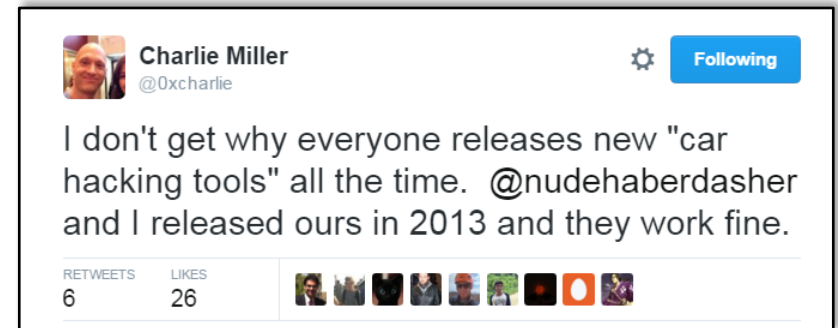 Charlie Miller
@0xcharlie
Following
I don't get why everyone releases new "car
hacking tools" all the time.  @nudehaberdasher
and I released ours in 2013 and they work fine.
RETWEETS LIKES
6 26